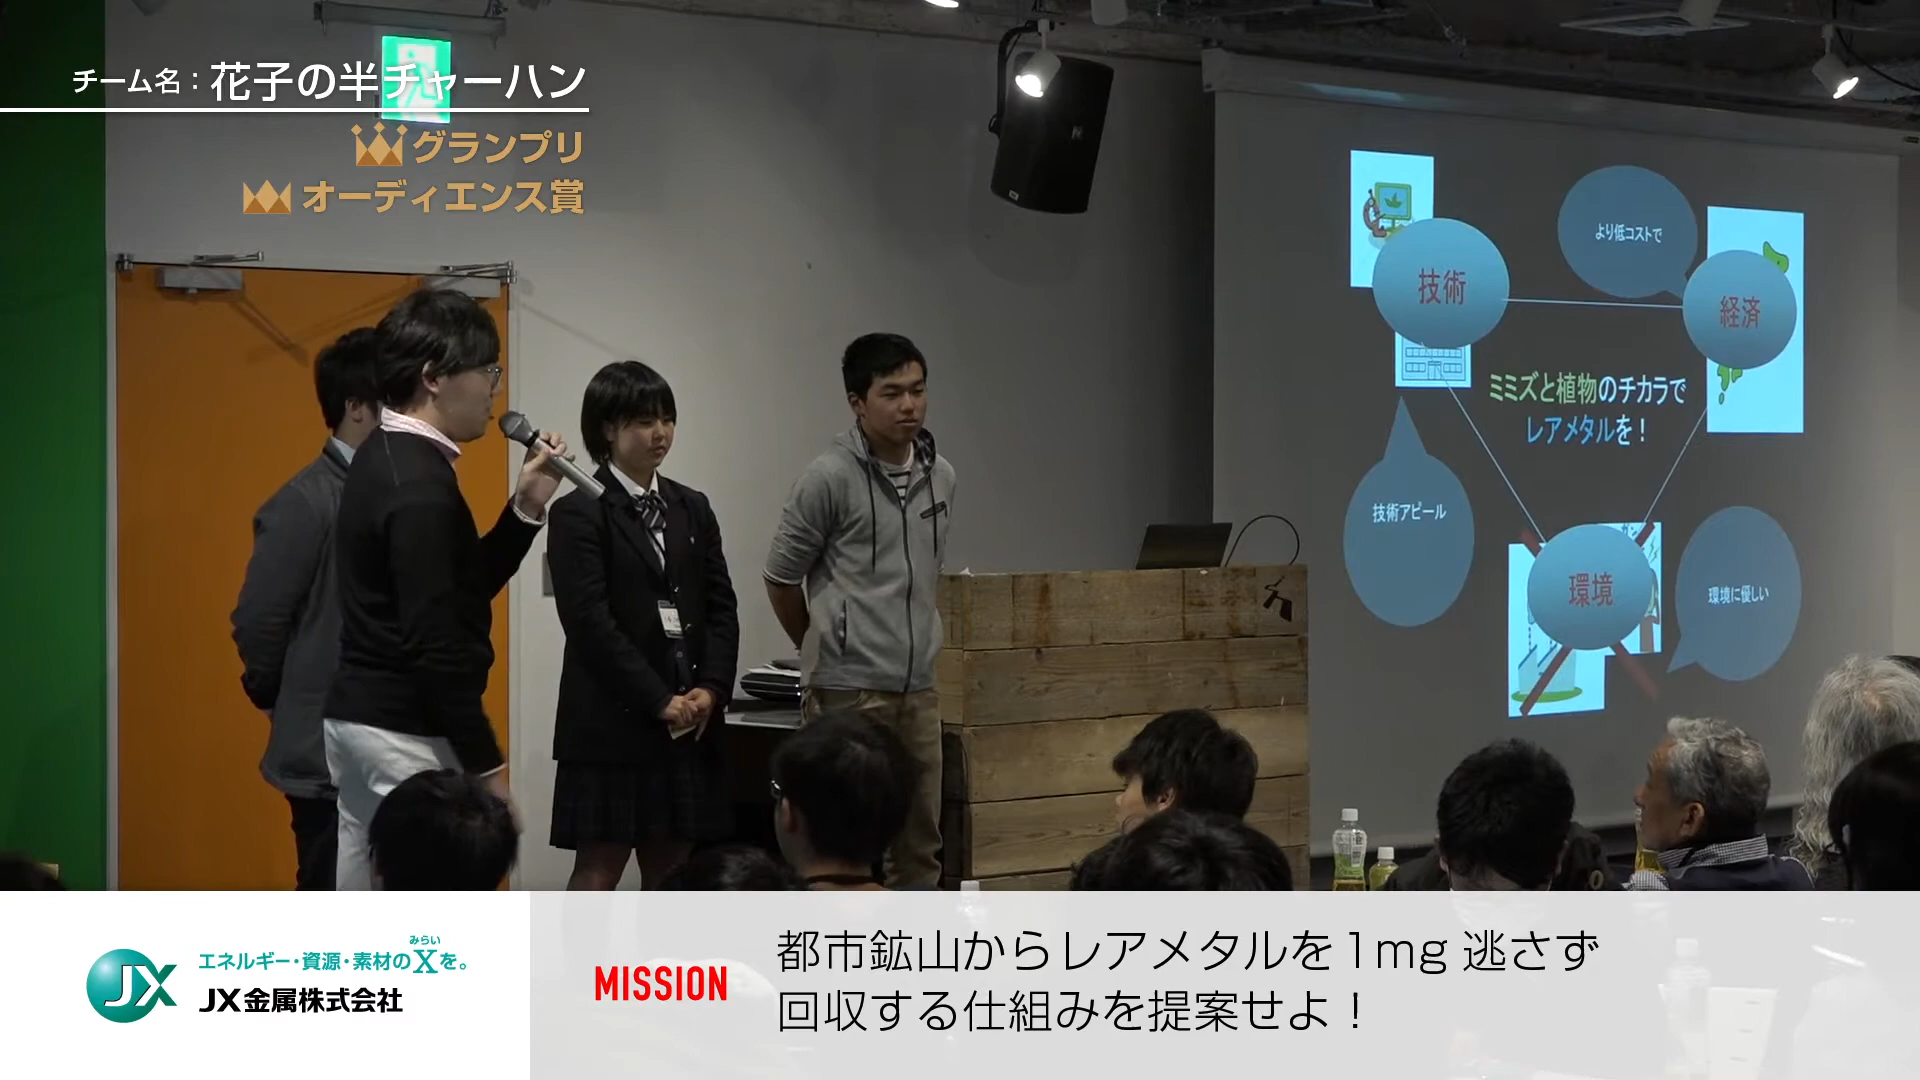 チーム名：花子の半チャーハン
グランプリ
オーディエンス賞
より低コストで
技術
経済
ミミズと植物のチカラで
レアメタルを！
技術アピール
環境
環境に優しい
みらい
エネルギー・資源・素材のXを。
JX
JX金属株式会社
MISSION
都市鉱山からレアメタルを1mg 逃さず
回収する仕組みを提案せよ！